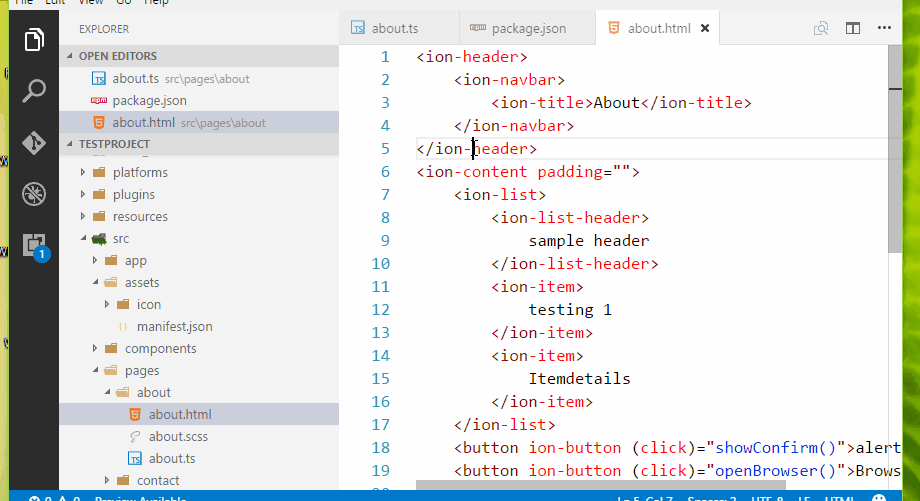 File Edit View Go Help
EXPLORER
OPEN EDITORS
about.ts src\pages\about
package.json
about.html src\pages\about
TESTPROJECT
platforms
plugins
resources
src
app
assets
icon
manifest.json
components
pages
about
about.html
about.scss
about.ts
contact
1
about.ts
package.json
about.html
1 <ion-header>
2 <ion-navbar>
3 <ion-title>About</ion-title>
4 </ion-navbar>
5 </ion-header>
6 <ion-content padding="">
7 <ion-list>
8 <ion-list-header>
9 sample header
10 </ion-list-header>
11 <ion-item>
12 testing 1
13 </ion-item>
14 <ion-item>
15 Itemdetails
16 </ion-item>
17 </ion-list>
18 <button ion-button (click)="showConfirm()">alert
19 <button ion-button (click)="openBrowser()">Brows
0 0 Preview Available
Ln 5, Col 7 Spaces: 2 UTF-8 LF HTML